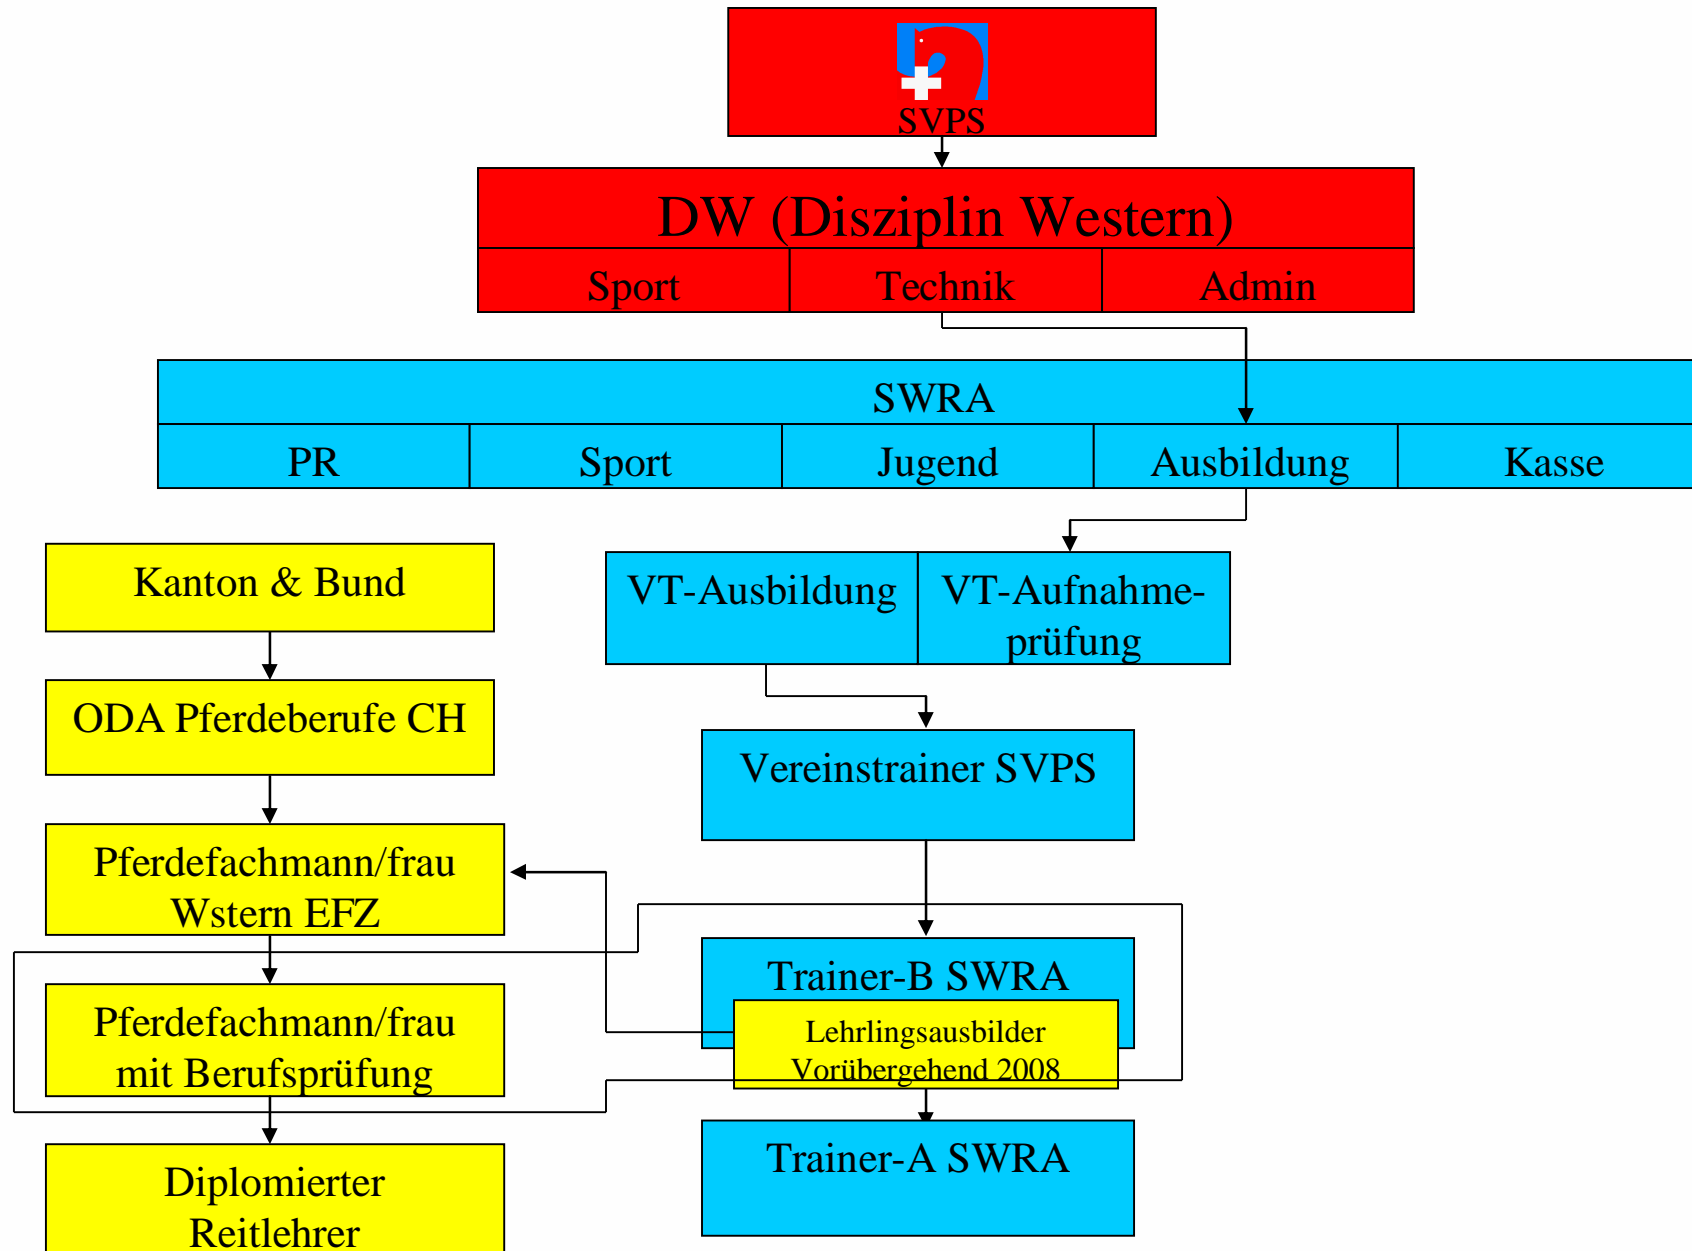 SVPS
DW (Disziplin Western)
Sport
Technik
Admin
SWRA
PR
Sport
Jugend
Ausbildung
Kasse
Kanton & Bund
ODA Pferdeberufe CH
Pferdefachmann/frau
Wstern EFZ
Pferdefachmann/frau
mit Berufsprüfung
Diplomierter
Reitlehrer
VT-Ausbildung
VT-Aufnahme-
prüfung
Vereinstrainer SVPS
Trainer-B SWRA
Lehrlingsausbilder
Vorübergehend 2008
Trainer-A SWRA